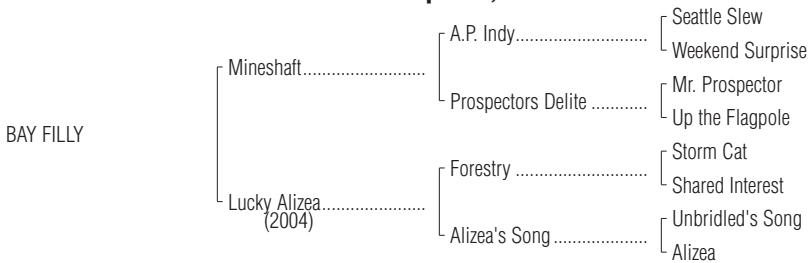 Seattle Slew
A.P. Indy..............................
Weekend Surprise
Mineshaft............................
Mr. Prospector
Prospectors Delite .............
Up the Flagpole
BAY FILLY
Storm Cat
Forestry ..............................
Shared Interest
Lucky Alizea........................
(2004)
Unbridled's Song
Alizea's Song.....................
Alizea